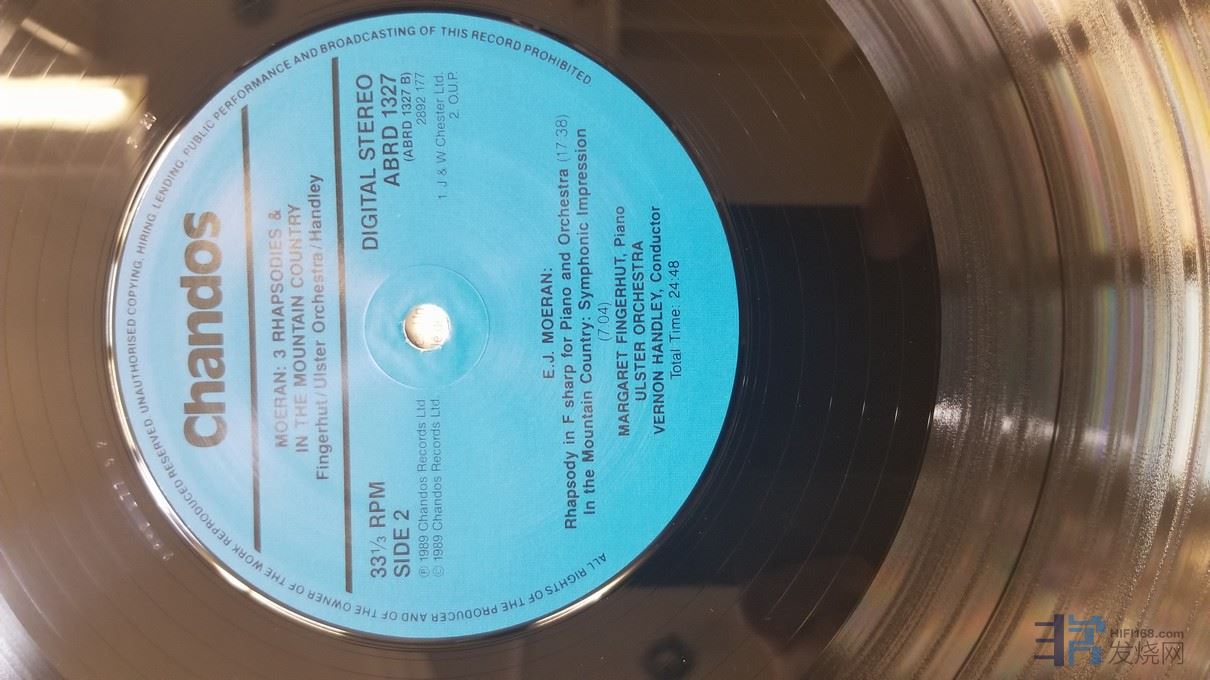 ALL RIGHTS OF THE PRODUCER AND OF THE OWNER OF THE WORK REPRODUCED RESERVED. UNAUTHORISED COPYING, HIRING, LENDING, PUBLIC PERFORMANCE AND BROADCASTING OF THIS RECORD PROHIBITED
Chandos
MOERAN: 3 RHAPSODIES &
IN THE MOUNTAIN COUNTRY
Fingerhut/Ulster Orchestra/Handley
33⅓ RPM
SIDE 2
℗ 1989 Chandos Records Ltd
© 1989 Chandos Records Ltd.
DIGITAL STEREO
ABRD 1327
(ABRD 1327 B)
2892 177
1. J & W Chester Ltd.
2. O.U.P.
E.J. MOERAN:
Rhapsody in F sharp for Piano and Orchestra (17:38)
In the Mountain Country: Symphonic Impression
(7:04)
MARGARET FINGERHUT, Piano
ULSTER ORCHESTRA
VERNON HANDLEY, Conductor
Total Time: 24:48
HIFI168.com
发烧网